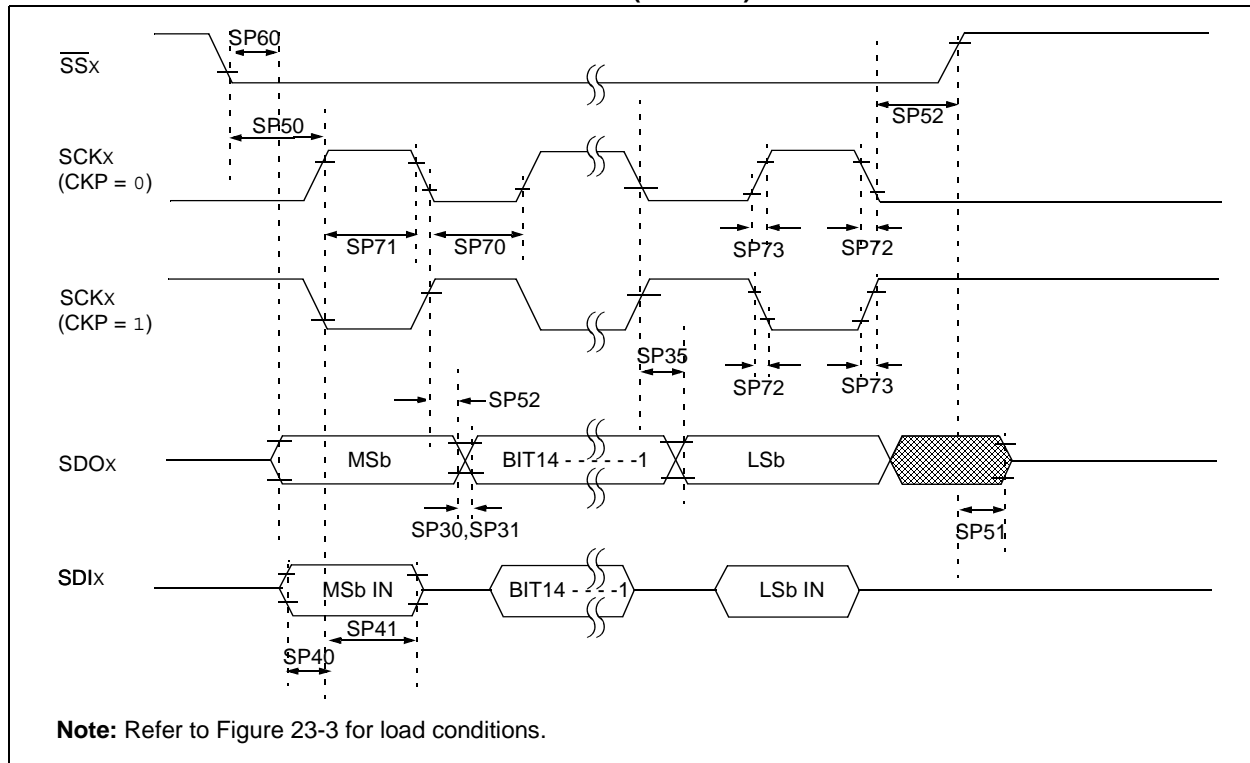 SP60
SSX
SP50
SP52
SCKX
(CKP = 0)
SP71
SP70
SP73
SP72
SCKX
(CKP = 1)
SP35
SP72
SP73
SP52
SDOX
MSb
BIT14 - - - - - -1
LSb
SP30,SP31
SP51
SDIX
MSb IN
BIT14 - - - -1
LSb IN
SP41
SP40
Note: Refer to Figure 23-3 for load conditions.